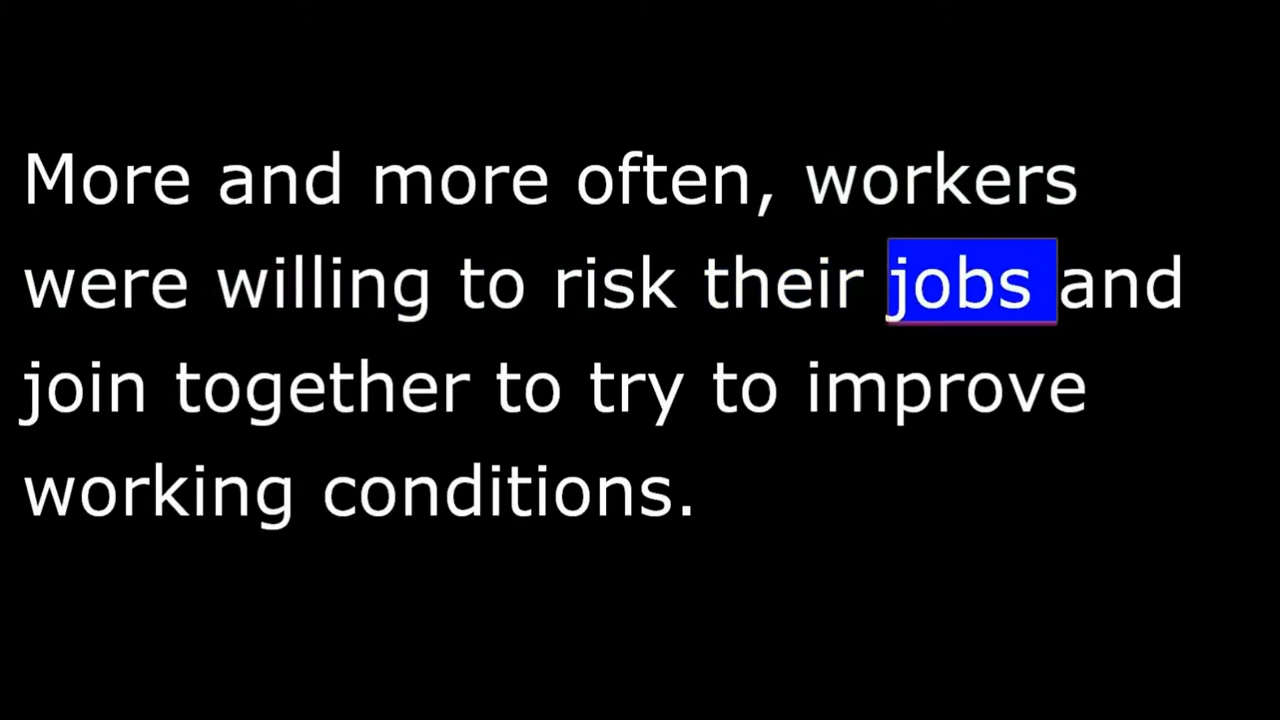 More and more often, workers
were willing to risk their jobs and
join together to try to improve
working conditions.